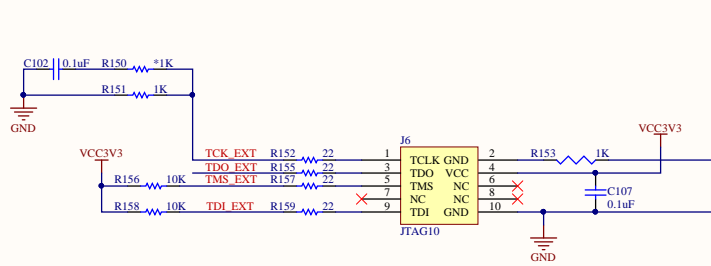 C102 0.1uF R150 *1K
R151 1K
GND
VCC3V3
J6
VCC3V3
TCK_EXT R152 22 1 TCLK GND 2 R153 1K
TDO_EXT R155 22 3 TDO VCC 4
R156 10K TMS_EXT R157 22 5 TMS NC 6
7 NC NC 8 C107
0.1uF
R158 10K TDI_EXT R159 22 9 TDI GND 10
JTAG10
GND